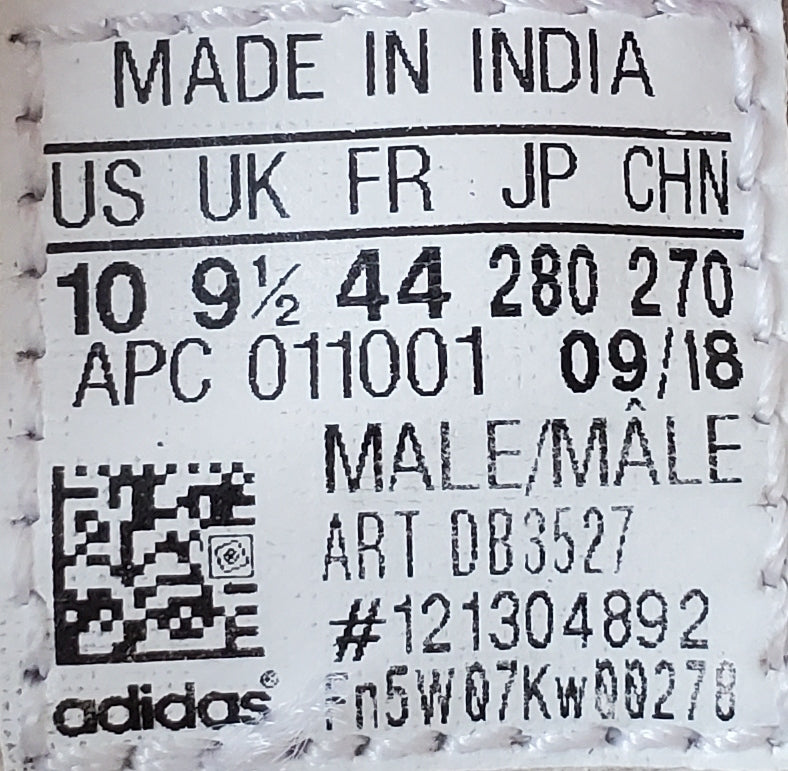 MADE IN INDIA
US UK FR JP CHN
10 9½ 44 280 270
APC 011001 09/18
MALE/MÂLE
ART DB3527
#121304892
Fn5W07Kw00278
adidas®